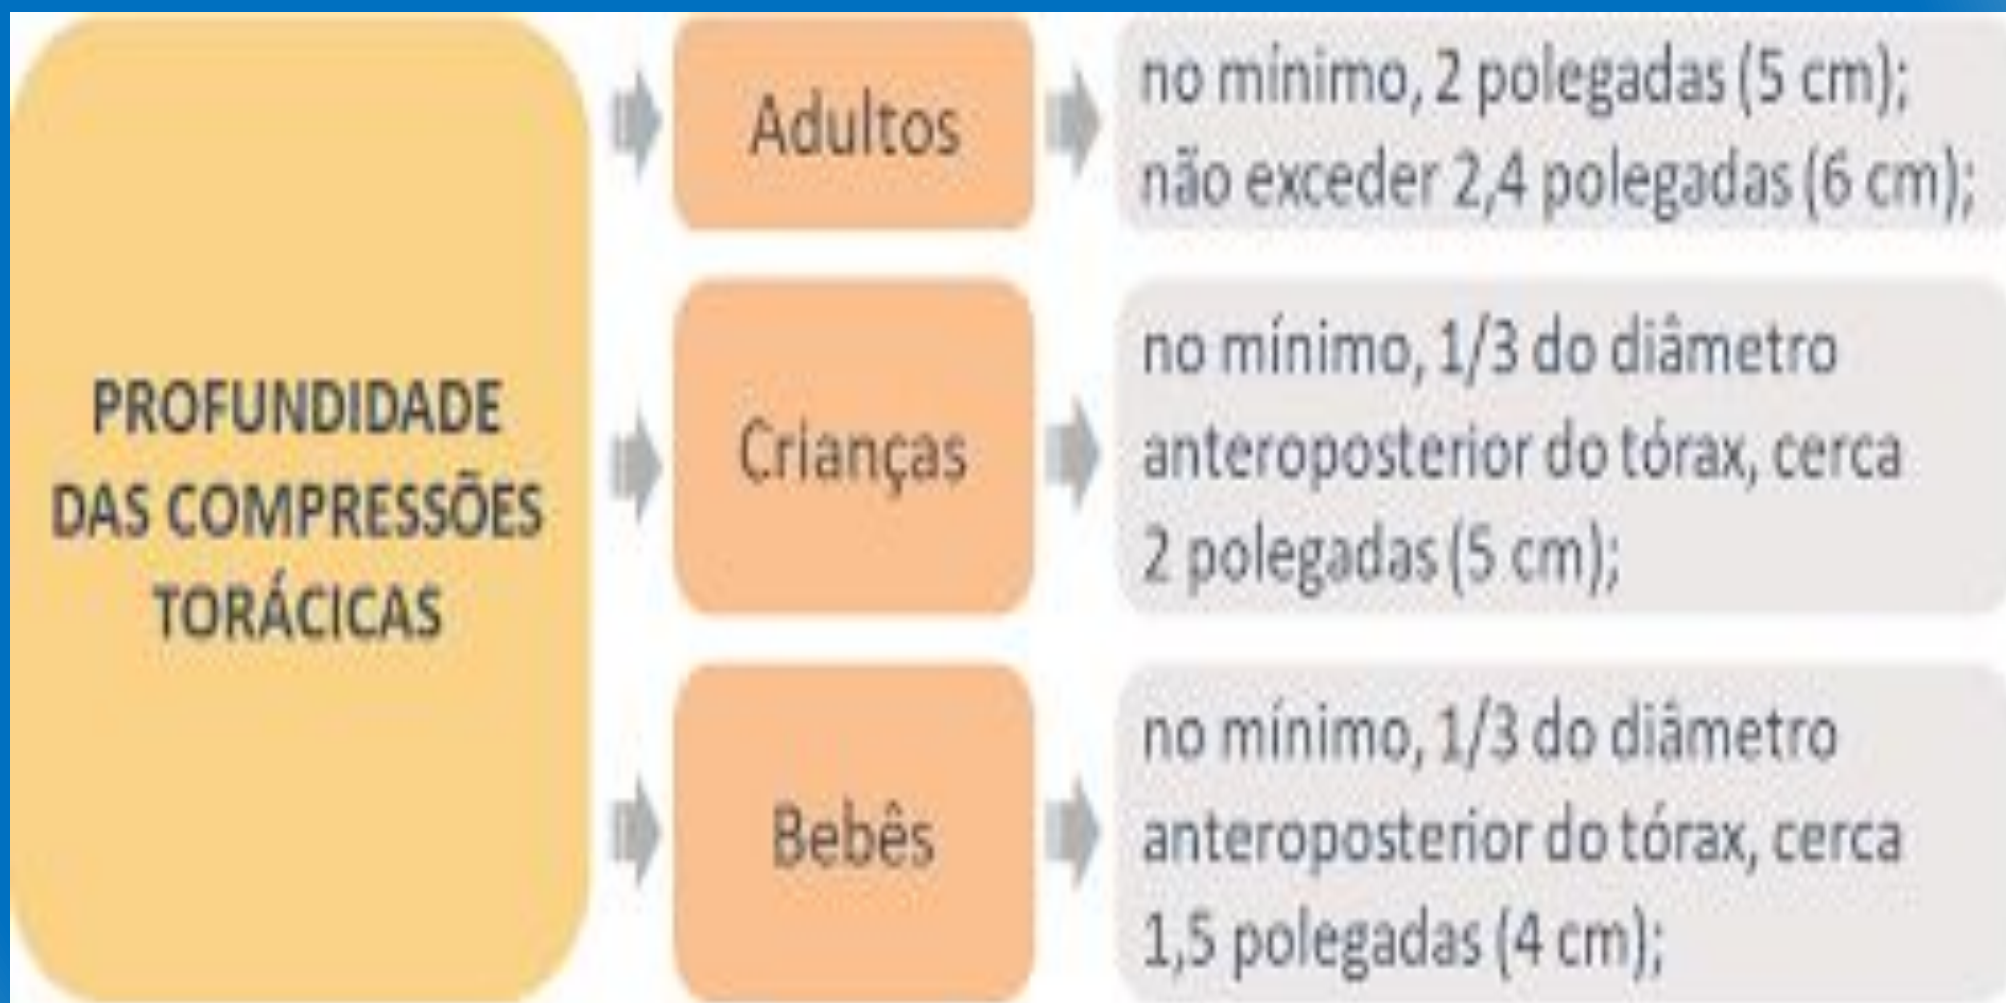 PROFUNDIDADE
DAS COMPRESSÕES
TORÁCICAS
Adultos
no mínimo, 2 polegadas (5 cm);
não exceder 2,4 polegadas (6 cm);
Crianças
no mínimo, 1/3 do diâmetro
anteroposterior do tórax, cerca
2 polegadas (5 cm);
Bebês
no mínimo, 1/3 do diâmetro
anteroposterior do tórax, cerca
1,5 polegadas (4 cm);